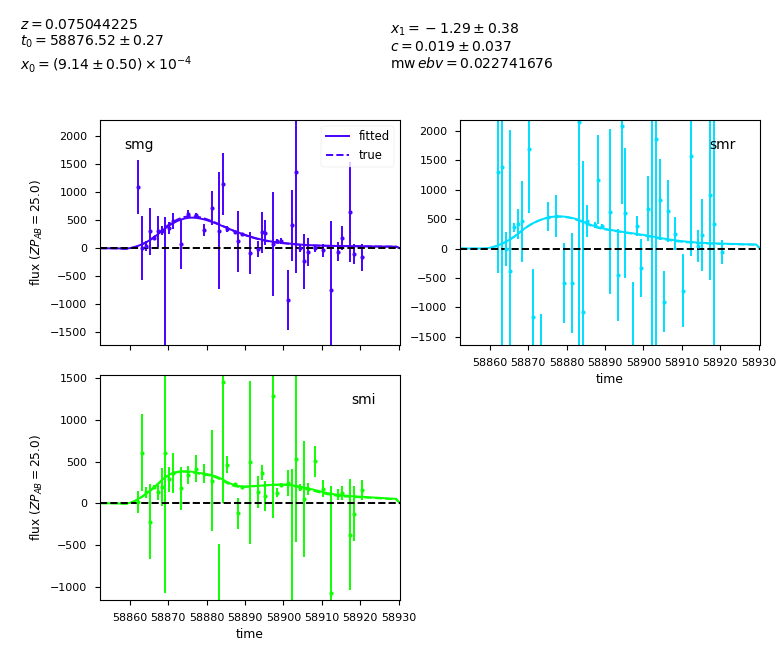 z = 0.075044225
t₀ = 58876.52 ± 0.27
x₀ = (9.14 ± 0.50) × 10⁻⁴
x₁ = −1.29 ± 0.38
c = 0.019 ± 0.037
mw ebv = 0.022741676
flux (ZP_AB = 25.0)
2000
1500
1000
500
0
−500
−1000
−1500
smg
fitted
true
2000
1500
1000
500
0
−500
−1000
−1500
smr
58860 58870 58880 58890 58900 58910 58920 58930
time
flux (ZP_AB = 25.0)
1500
1000
500
0
−500
−1000
smi
58860 58870 58880 58890 58900 58910 58920 58930
time